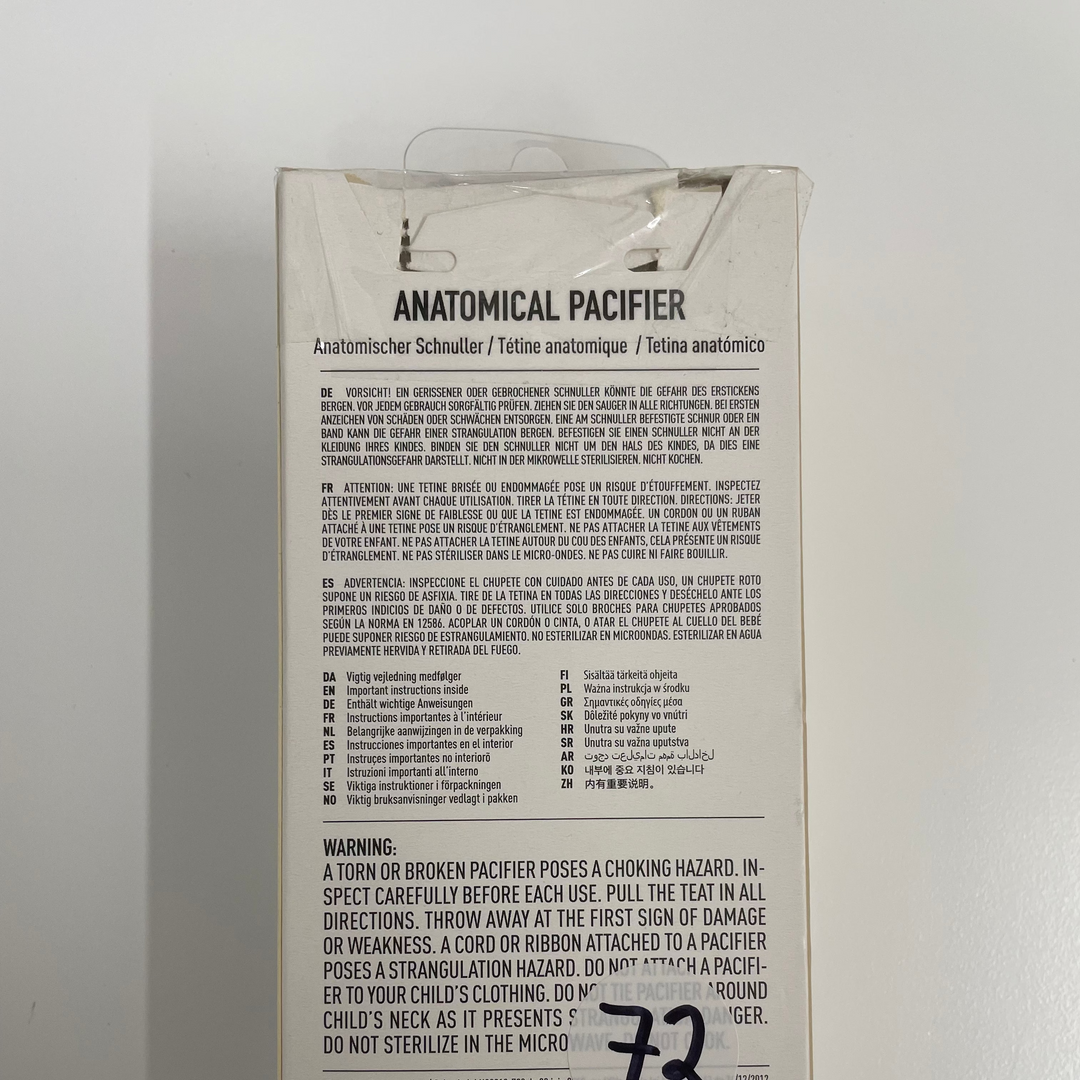 ANATOMICAL PACIFIER
Anatomischer Schnuller / Tétine anatomique / Tetina anatómico
DE VORSICHT! EIN GERISSENER ODER GEBROCHENER SCHNULLER KÖNNTE DIE GEFAHR DES ERSTICKENS
BERGEN. VOR JEDEM GEBRAUCH SORGFÄLTIG PRÜFEN. ZIEHEN SIE DEN SAUGER IN ALLE RICHTUNGEN. BEI ERSTEN
ANZEICHEN VON SCHÄDEN ODER SCHWÄCHEN ENTSORGEN. EINE AM SCHNULLER BEFESTIGTE SCHNUR ODER EIN
BAND KANN DIE GEFAHR EINER STRANGULATION BERGEN. BEFESTIGEN SIE EINEN SCHNULLER NICHT AN DER
KLEIDUNG IHRES KINDES. BINDEN SIE DEN SCHNULLER NICHT UM DEN HALS DES KINDES, DA DIES EINE
STRANGULATIONSGEFAHR DARSTELLT. NICHT IN DER MIKROWELLE STERILISIEREN. NICHT KOCHEN.
FR ATTENTION: UNE TETINE BRISÉE OU ENDOMMAGÉE POSE UN RISQUE D'ÉTOUFFEMENT. INSPECTEZ
ATTENTIVEMENT AVANT CHAQUE UTILISATION. TIRER LA TÉTINE EN TOUTE DIRECTION. DIRECTIONS: JETER
DÈS LE PREMIER SIGNE DE FAIBLESSE OU QUE LA TETINE EST ENDOMMAGÉE. UN CORDON OU UN RUBAN
ATTACHÉ À UNE TETINE POSE UN RISQUE D'ÉTRANGLEMENT. NE PAS ATTACHER LA TETINE AUX VÊTEMENTS
DE VOTRE ENFANT. NE PAS ATTACHER LA TETINE AUTOUR DU COU DES ENFANTS, CELA PRÉSENTE UN RISQUE
D'ÉTRANGLEMENT. NE PAS STÉRILISER DANS LE MICRO-ONDES. NE PAS CUIRE NI FAIRE BOUILLIR.
ES ADVERTENCIA: INSPECCIONE EL CHUPETE CON CUIDADO ANTES DE CADA USO, UN CHUPETE ROTO
SUPONE UN RIESGO DE ASFIXIA. TIRE DE LA TETINA EN TODAS LAS DIRECCIONES Y DESÉCHELO ANTE LOS
PRIMEROS INDICIOS DE DAÑO O DE DEFECTOS. UTILICE SOLO BROCHES PARA CHUPETES APROBADOS
SEGÚN LA NORMA EN 12586. ACOPLAR UN CORDÓN O CINTA, O ATAR EL CHUPETE AL CUELLO DEL BEBÉ
PUEDE SUPONER RIESGO DE ESTRANGULAMIENTO. NO ESTERILIZAR EN MICROONDAS. ESTERILIZAR EN AGUA
PREVIAMENTE HERVIDA Y RETIRADA DEL FUEGO.
DA Vigtig vejledning medfølger
EN Important instructions inside
DE Enthält wichtige Anweisungen
FR Instructions importantes à l'intérieur
NL Belangrijke aanwijzingen in de verpakking
ES Instrucciones importantes en el interior
PT Instruçes importantes no interioró
IT Istruzioni importanti all'interno
SE Viktiga instruktioner i förpackningen
NO Viktig bruksanvisninger vedlagt i pakken
FI Sisältää tärkeitä ohjeita
PL Ważna instrukcja w środku
GR Σημαντικές οδηγίες μέσα
SK Dôležité pokyny vo vnútri
HR Unutra su važne upute
SR Unutra su važna uputstva
AR لخادلاب ةمهم تاميلعت دجوت
KO 내부에 중요 지침이 있습니다
ZH 内有重要说明。
WARNING:
A TORN OR BROKEN PACIFIER POSES A CHOKING HAZARD. IN-
SPECT CAREFULLY BEFORE EACH USE. PULL THE TEAT IN ALL
DIRECTIONS. THROW AWAY AT THE FIRST SIGN OF DAMAGE
OR WEAKNESS. A CORD OR RIBBON ATTACHED TO A PACIFIER
POSES A STRANGULATION HAZARD. DO NOT ATTACH A PACIFI-
ER TO YOUR CHILD'S CLOTHING. DO NOT TIE PACIFIER AROUND
CHILD'S NECK AS IT PRESENTS STRANGULATION DANGER.
DO NOT STERILIZE IN THE MICROWAVE. DO NOT COOK.
72
/12/2012